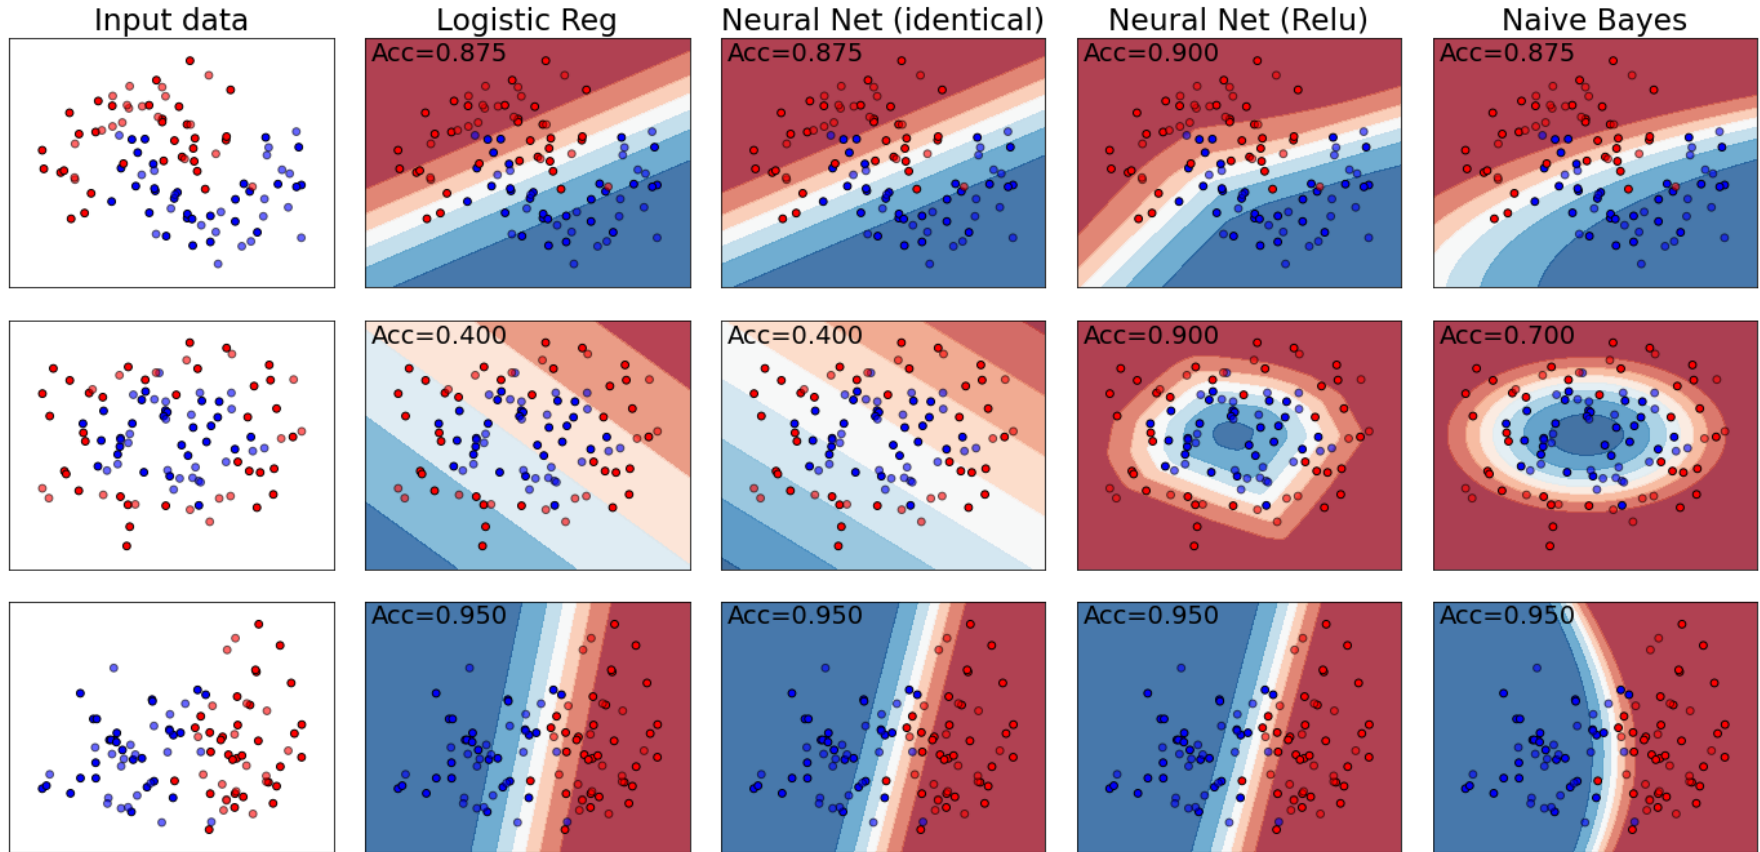 Input data
Logistic Reg
Neural Net (identical)
Neural Net (Relu)
Naive Bayes
Acc=0.875
Acc=0.875
Acc=0.900
Acc=0.875
Acc=0.400
Acc=0.400
Acc=0.900
Acc=0.700
Acc=0.950
Acc=0.950
Acc=0.950
Acc=0.950